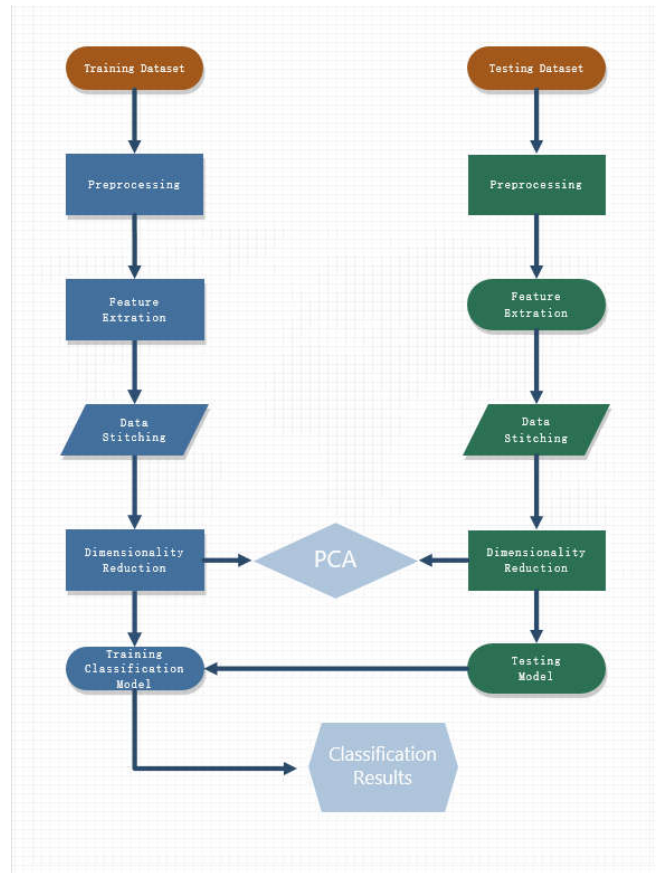 Training Dataset
Testing Dataset
Preprocessing
Preprocessing
Feature
Extration
Feature
Extration
Data
Stitching
Data
Stitching
Dimensionality
Reduction
PCA
Dimensionality
Reduction
Training
Classification
Model
Testing
Model
Classification
Results